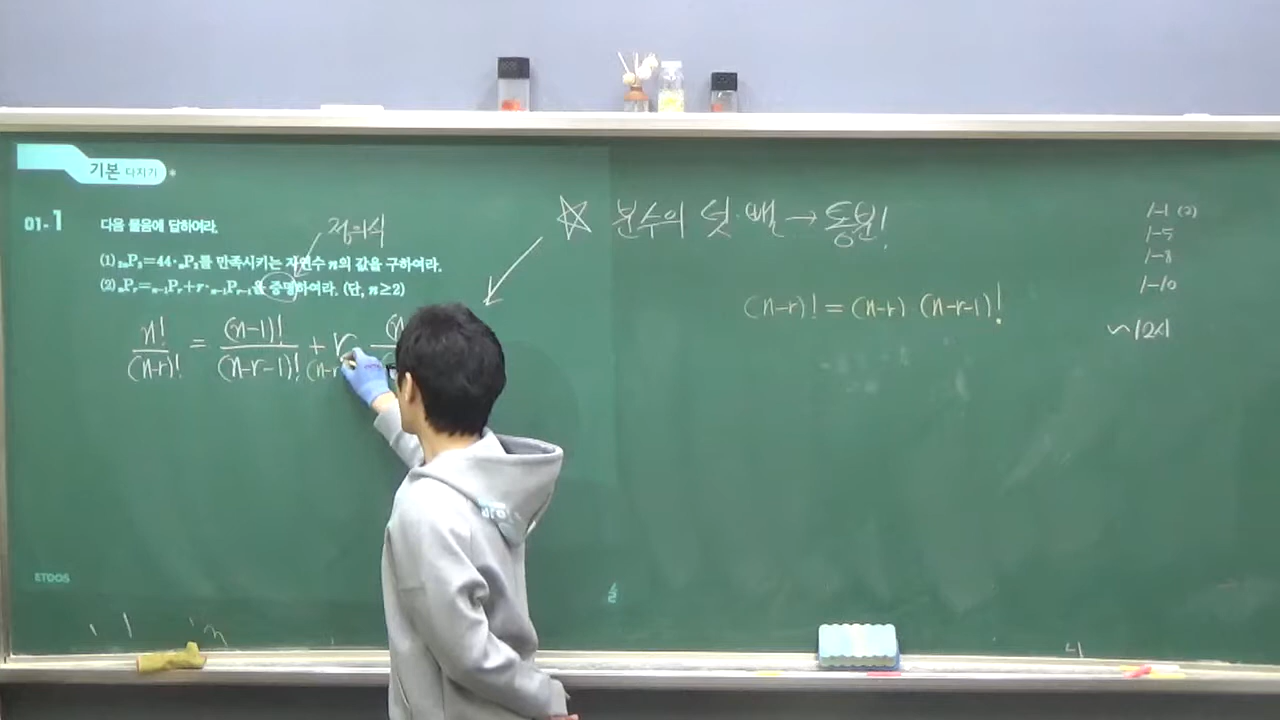 기본 다지기
01-1 다음 물음에 답하여라.
정의식
(1) ₂ₙP₃=44·ₙP₂를 만족시키는 자연수 n의 값을 구하여라.
(2) ₙPᵣ=ₙ₋₁Pᵣ+r·ₙ₋₁Pᵣ₋₁을 증명하여라. (단, n≥2)
n!/(n-r)! = (n-1)!/(n-r-1)! (n-r + r (n
☆ 분수의 덧·뺄→통분!
(n-r)! = (n-r) (n-r-1)!
1-1 (2)
1-5
1-8
1-10
~12시
ETOOS
4